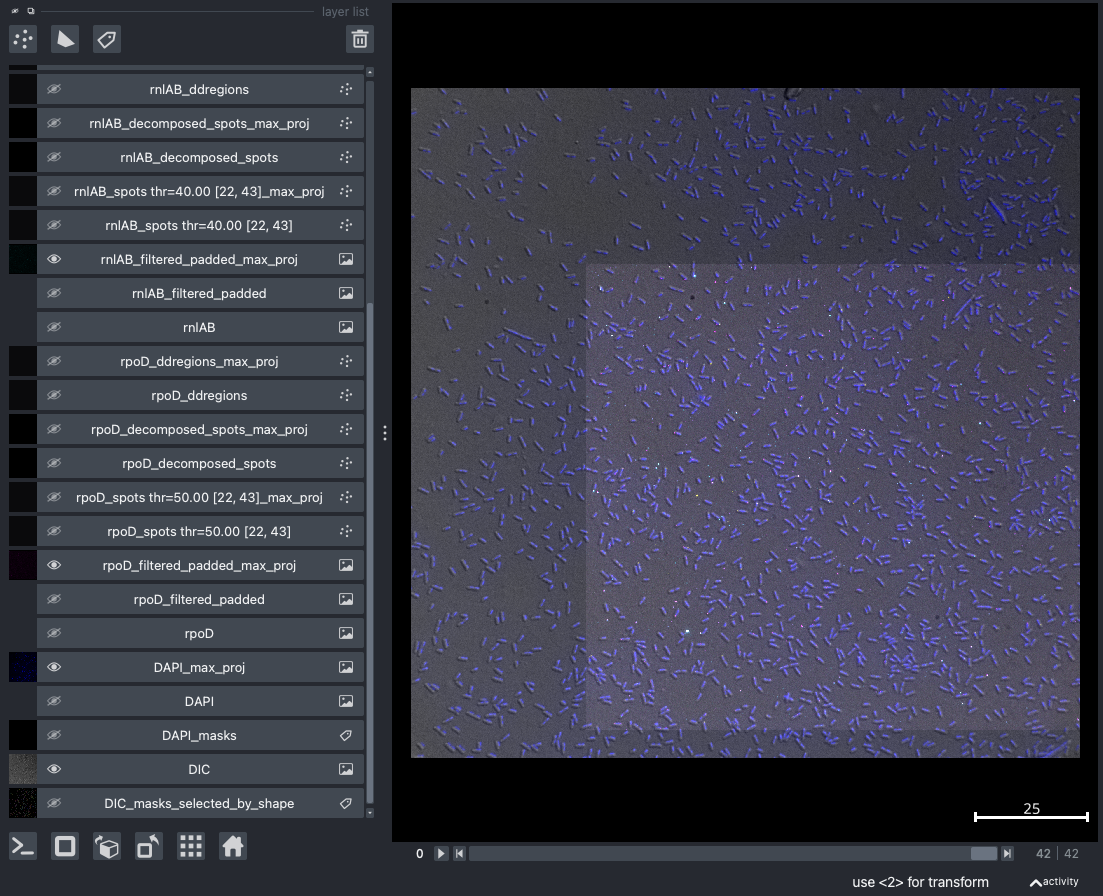 layer list
rnlAB_ddregions
rnlAB_decomposed_spots_max_proj
rnlAB_decomposed_spots
rnlAB_spots thr=40.00 [22, 43]_max_proj
rnlAB_spots thr=40.00 [22, 43]
rnlAB_filtered_padded_max_proj
rnlAB_filtered_padded
rnlAB
rpoD_ddregions_max_proj
rpoD_ddregions
rpoD_decomposed_spots_max_proj
rpoD_decomposed_spots
rpoD_spots thr=50.00 [22, 43]_max_proj
rpoD_spots thr=50.00 [22, 43]
rpoD_filtered_padded_max_proj
rpoD_filtered_padded
rpoD
DAPI_max_proj
DAPI
DAPI_masks
DIC
DIC_masks_selected_by_shape
25
0 42 42
use <2> for transform activity